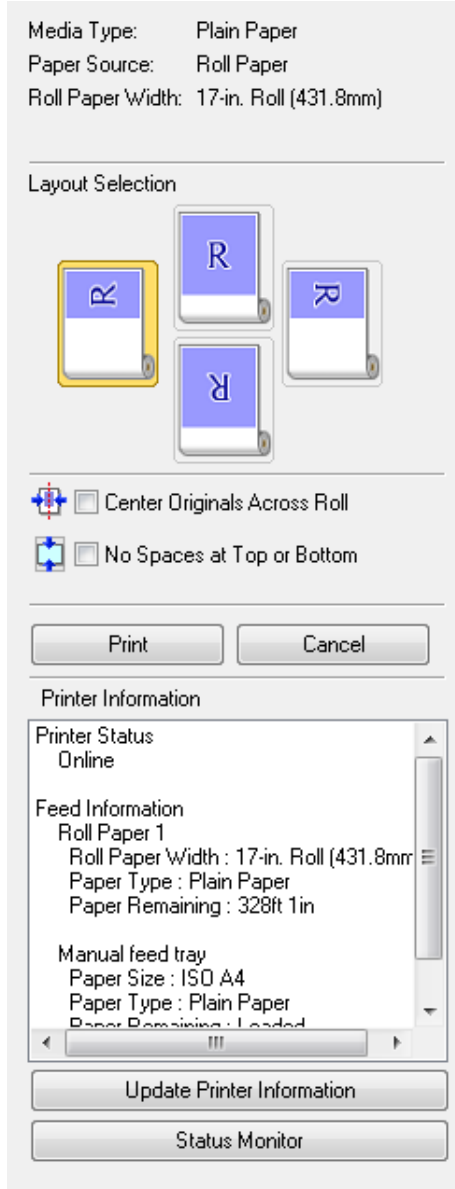 Media Type: Plain Paper
Paper Source: Roll Paper
Roll Paper Width: 17-in. Roll (431.8mm)
Layout Selection
R
R
R
R
Center Originals Across Roll
No Spaces at Top or Bottom
Print Cancel
Printer Information
Printer Status
Online
Feed Information
Roll Paper 1
Roll Paper Width : 17-in. Roll (431.8mm
Paper Type : Plain Paper
Paper Remaining : 328ft 1in
Manual feed tray
Paper Size : ISO A4
Paper Type : Plain Paper
Paper Remaining : Loaded
Update Printer Information
Status Monitor